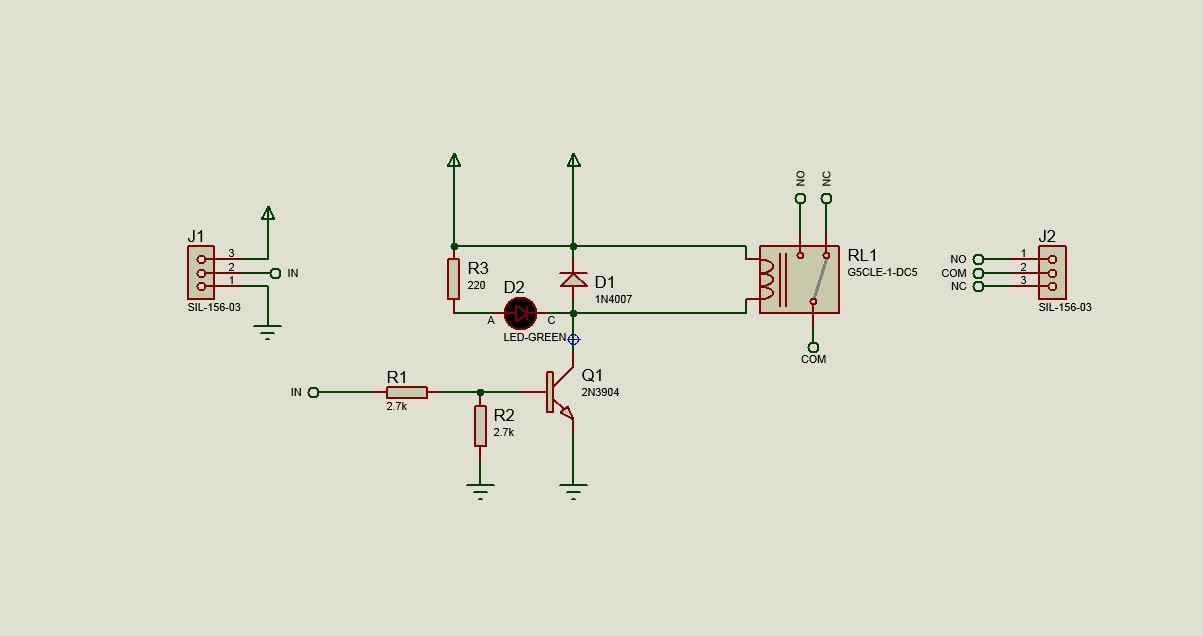 J1
3
2
1
IN
SIL-156-03
R3
220
D2
A
C
LED-GREEN
D1
1N4007
NO
NC
RL1
G5CLE-1-DC5
COM
J2
NO
COM
NC
1
2
3
SIL-156-03
IN
R1
2.7k
R2
2.7k
Q1
2N3904